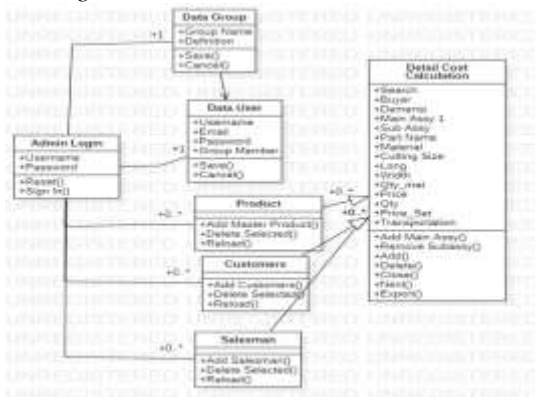 Data Group
+Group Name
+Definition
+Save()
+Cancel()
+1
Data User
+Username
+Email
+Password
+Group Member
+Save()
+Cancel()
+1
Admin Login
+Username
+Password
+Reset()
+Sign In()
Product
+Add Master Product()
+Delete Selected()
+Reload()
+0..*
Customers
+Add Customers()
+Delete Selected()
+Reload()
+0..*
Salesman
+Add Salesman()
+Delete Selected()
+Reload()
+0..*
Detail Cost
Calculation
+Search
+Buyer
+Main Assy 1
+Sub Assy
+Part Name
+Material
+Cutting Size
+Long
+Width
+Qty_mat
+Price
+Qty
+Price_Set
+Transportation
+Add Main Assy()
+Remove Subassy()
+Add()
+Delete()
+Close()
+Next()
+Export()
+0..*
+0..*
UNREGISTERED